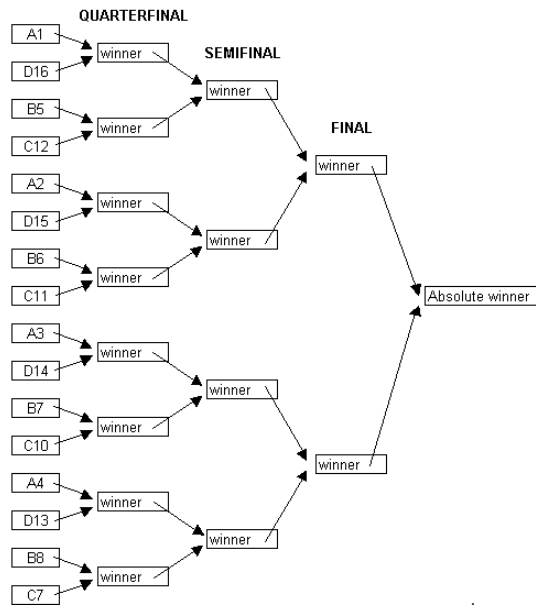 QUARTERFINAL
SEMIFINAL
FINAL
A1
D16
winner
B5
C12
winner
winner
A2
D15
winner
B6
C11
winner
winner
winner
A3
D14
winner
B7
C10
winner
winner
A4
D13
winner
B8
C7
winner
winner
winner
Absolute winner